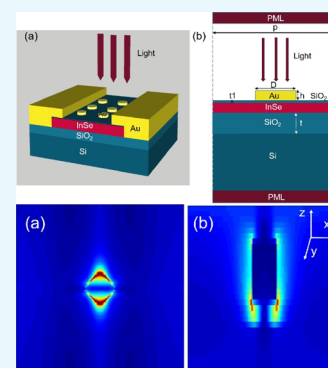 (a)
Light
InSe
Au
SiO2
Si
(b)
PML
p
Light
D
Au
h
t1
SiO2
InSe
SiO2
t
Si
PML
(a)
(b)
z
x
y